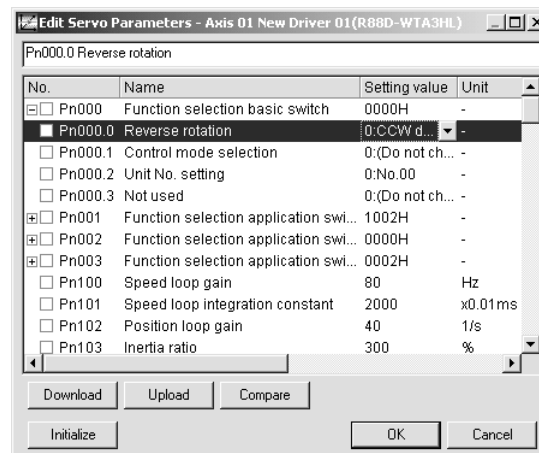 Edit Servo Parameters - Axis 01 New Driver 01(R88D-WTA3HL)
Pn000.0 Reverse rotation
No. Name Setting value Unit
Pn000 Function selection basic switch 0000H -
Pn000.0 Reverse rotation 0:CCW d... -
Pn000.1 Control mode selection 0:(Do not ch... -
Pn000.2 Unit No. setting 0:No.00 -
Pn000.3 Not used 0:(Do not ch... -
Pn001 Function selection application swi... 1002H -
Pn002 Function selection application swi... 0000H -
Pn003 Function selection application swi... 0002H -
Pn100 Speed loop gain 80 Hz
Pn101 Speed loop integration constant 2000 x0.01ms
Pn102 Position loop gain 40 1/s
Pn103 Inertia ratio 300 %
Download Upload Compare
Initialize OK Cancel